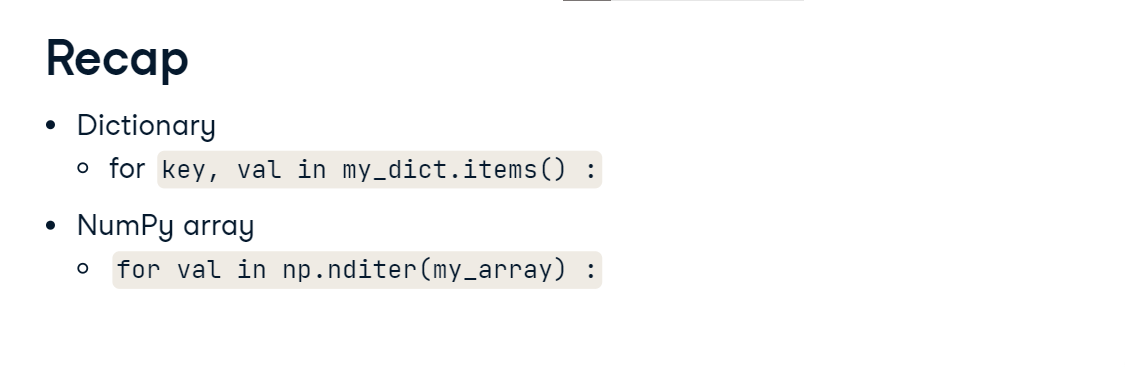 Recap
• Dictionary
○ for key, val in my_dict.items() :
• NumPy array
○ for val in np.nditer(my_array) :